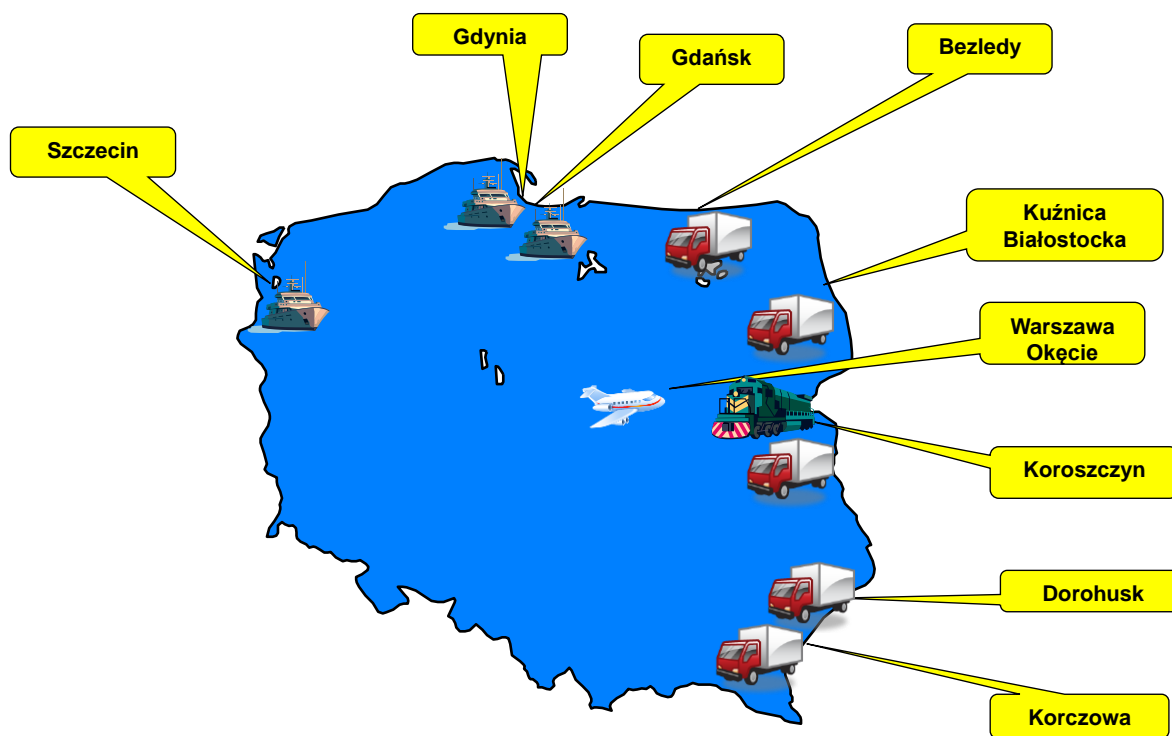 Gdynia
Gdańsk
Bezledy
Szczecin
Kuźnica
Białostocka
Warszawa
Okęcie
Koroszczyn
Dorohusk
Korczowa